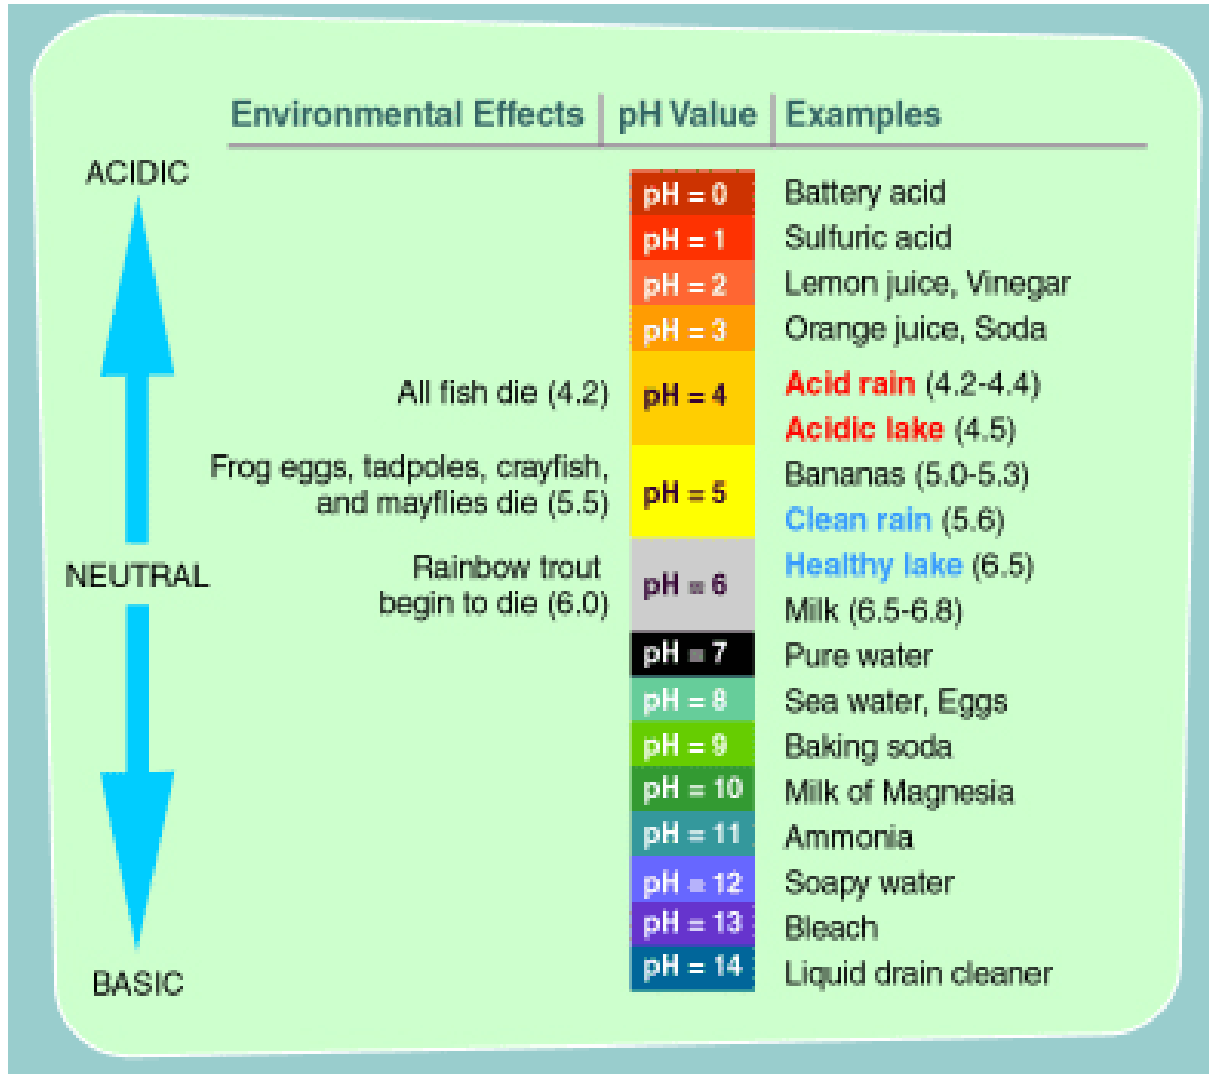 Environmental Effects pH Value Examples
ACIDIC
pH = 0 Battery acid
pH = 1 Sulfuric acid
pH = 2 Lemon juice, Vinegar
pH = 3 Orange juice, Soda
All fish die (4.2) pH = 4 Acid rain (4.2-4.4)
Acidic lake (4.5)
Frog eggs, tadpoles, crayfish,
and mayflies die (5.5) pH = 5 Bananas (5.0-5.3)
Clean rain (5.6)
NEUTRAL
Rainbow trout
begin to die (6.0) pH = 6 Healthy lake (6.5)
Milk (6.5-6.8)
pH = 7 Pure water
pH = 8 Sea water, Eggs
pH = 9 Baking soda
pH = 10 Milk of Magnesia
pH = 11 Ammonia
pH = 12 Soapy water
pH = 13 Bleach
pH = 14 Liquid drain cleaner
BASIC